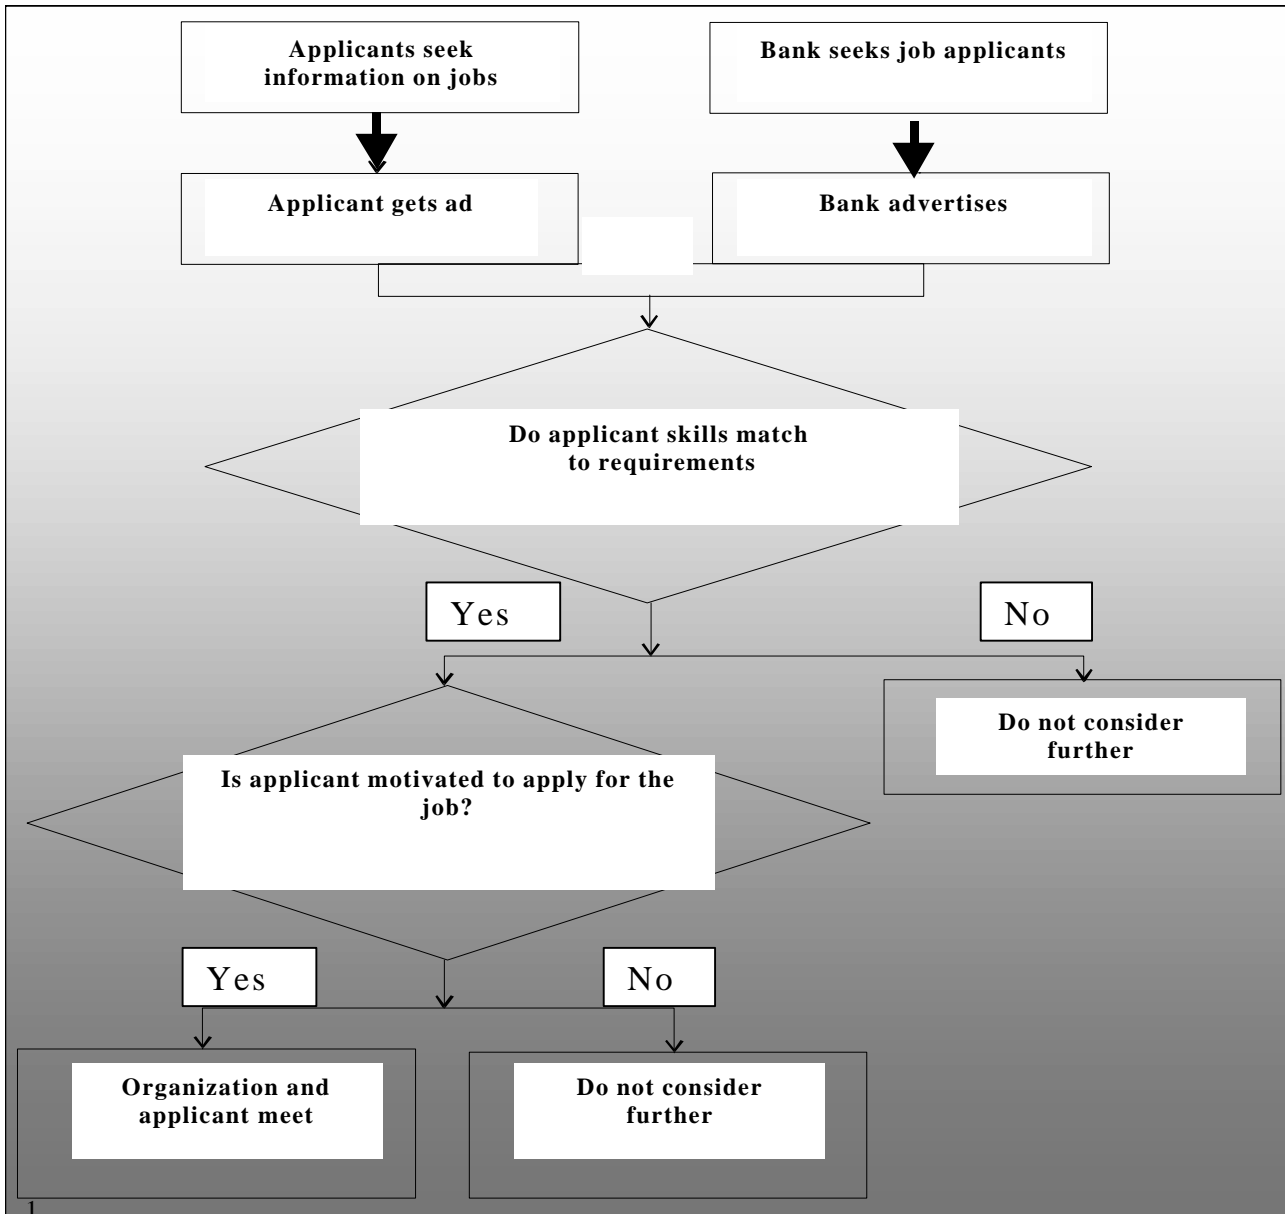 Applicants seek
information on jobs
Bank seeks job applicants
Applicant gets ad
Bank advertises
Do applicant skills match
to requirements
Yes
No
Do not consider
further
Is applicant motivated to apply for the
job?
Yes
No
Organization and
applicant meet
Do not consider
further
1